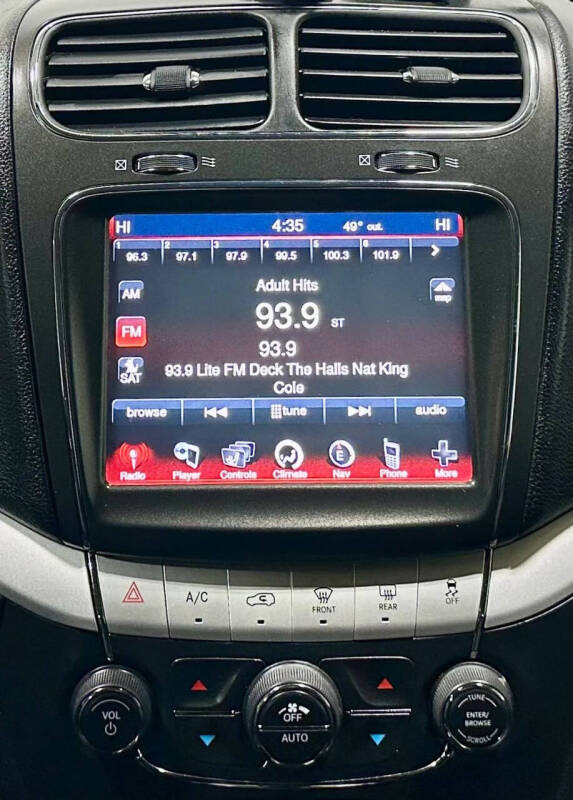 HI 4:35 49° out. HI
1 2 3 4 5 6
96.3 97.1 97.9 99.5 100.3 101.9 >
Adult Hits
AM
map
93.9 ST
FM
93.9
SAT
93.9 Lite FM Deck The Halls Nat King
Cole
browse tune audio
E
Radio Player Controls Climate Nav Phone More
A/C
FRONT
REAR
OFF
VOL
OFF
AUTO
TUNE
ENTER/
BROWSE
SCROLL